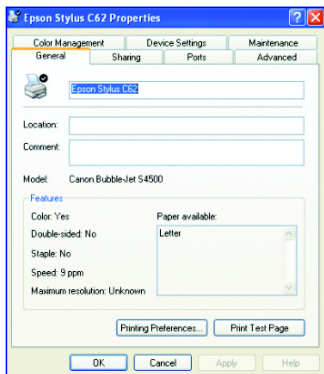 Epson Stylus C62 Properties
Color Management Device Settings Maintenance
General Sharing Ports Advanced
Epson Stylus C62
Location:
Comment:
Model: Canon Bubble-Jet S4500
Features
Color: Yes Paper available:
Double-sided: No Letter
Staple: No
Speed: 9 ppm
Maximum resolution: Unknown
Printing Preferences... Print Test Page
OK Cancel Apply Help